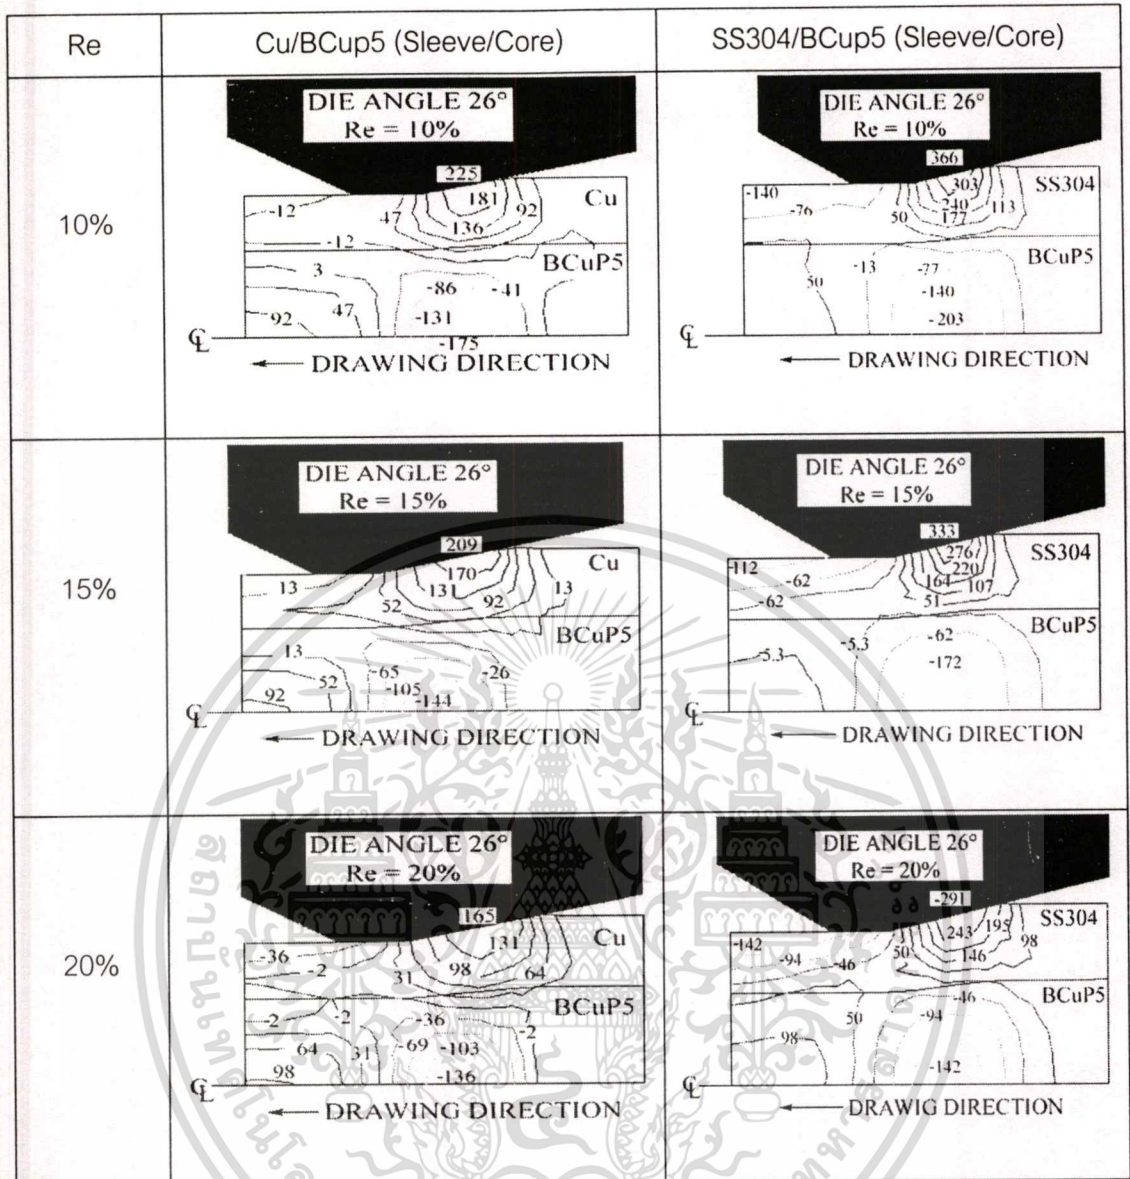 Re
Cu/BCup5 (Sleeve/Core)
SS304/BCup5 (Sleeve/Core)
10%
DIE ANGLE 26°
Re = 10%
225
181
92
Cu
-12
47
136
-12
BCuP5
3
-86
-41
47
92
-131
-175
℄
DRAWING DIRECTION
DIE ANGLE 26°
Re = 10%
366
303
SS304
-140
-76
240
50
177
113
BCuP5
-13
-77
50
-140
-203
℄
DRAWING DIRECTION
15%
DIE ANGLE 26°
Re = 15%
209
170
Cu
13
131
13
52
92
BCuP5
13
-65
-26
52
-105
92
-144
℄
DRAWING DIRECTION
DIE ANGLE 26°
Re = 15%
333
276
SS304
-112
220
-62
164
107
-62
51
BCuP5
-5.3
-5.3
-62
-172
℄
DRAWING DIRECTION
20%
DIE ANGLE 26°
Re = 20%
165
131
Cu
-36
-2
31
98
64
BCuP5
-2
-2
-36
-2
64
31
-69
-103
98
-136
℄
DRAWING DIRECTION
DIE ANGLE 26°
Re = 20%
-291
195
SS304
-142
243
98
-94
-46
50
146
-46
BCuP5
50
-94
98
-142
℄
DRAWIG DIRECTION